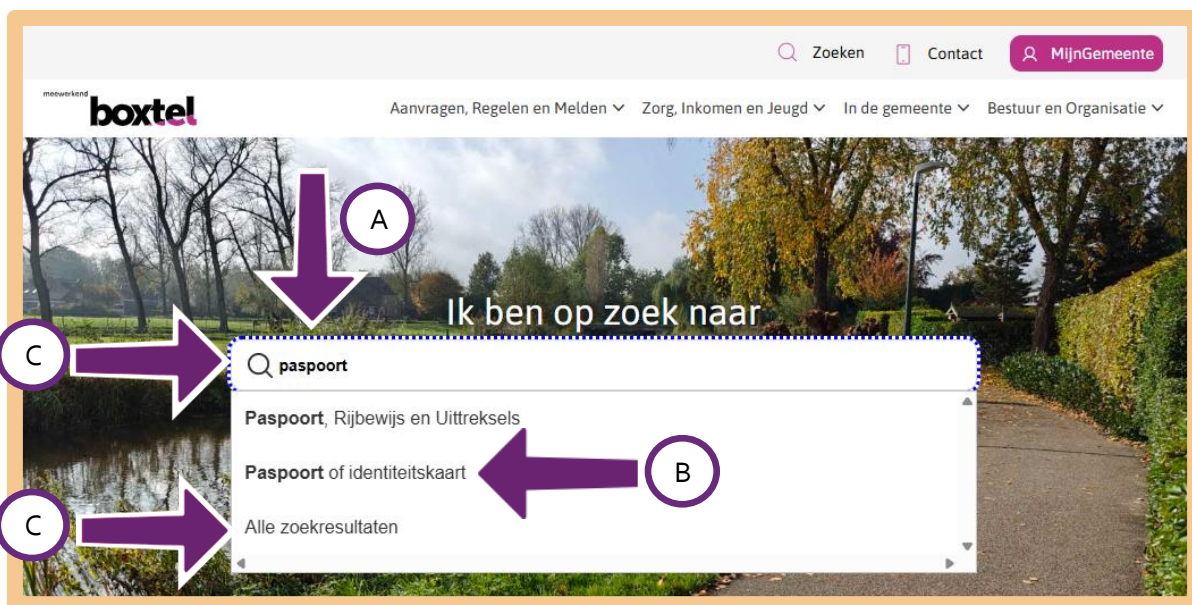 Zoeken Contact MijnGemeente
meewerkend
boxtel
Aanvragen, Regelen en Melden Zorg, Inkomen en Jeugd In de gemeente Bestuur en Organisatie
A
Ik ben op zoek naar
C
paspoort
Paspoort, Rijbewijs en Uittreksels
Paspoort of identiteitskaart
B
C
Alle zoekresultaten